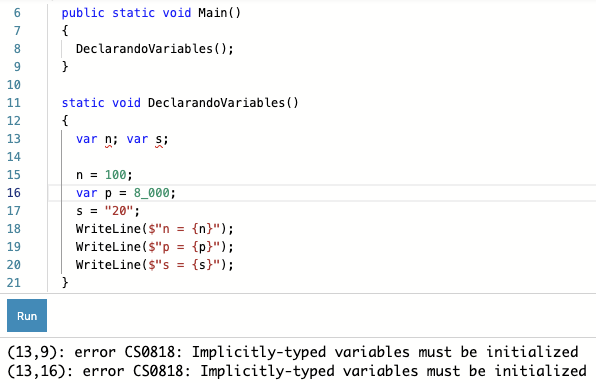 6 public static void Main()
7 {
8 DeclarandoVariables();
9 }
10
11 static void DeclarandoVariables()
12 {
13 var n; var s;
14
15 n = 100;
16 var p = 8_000;
17 s = "20";
18 WriteLine($"n = {n}");
19 WriteLine($"p = {p}");
20 WriteLine($"s = {s}");
21 }
Run
(13,9): error CS0818: Implicitly-typed variables must be initialized
(13,16): error CS0818: Implicitly-typed variables must be initialized